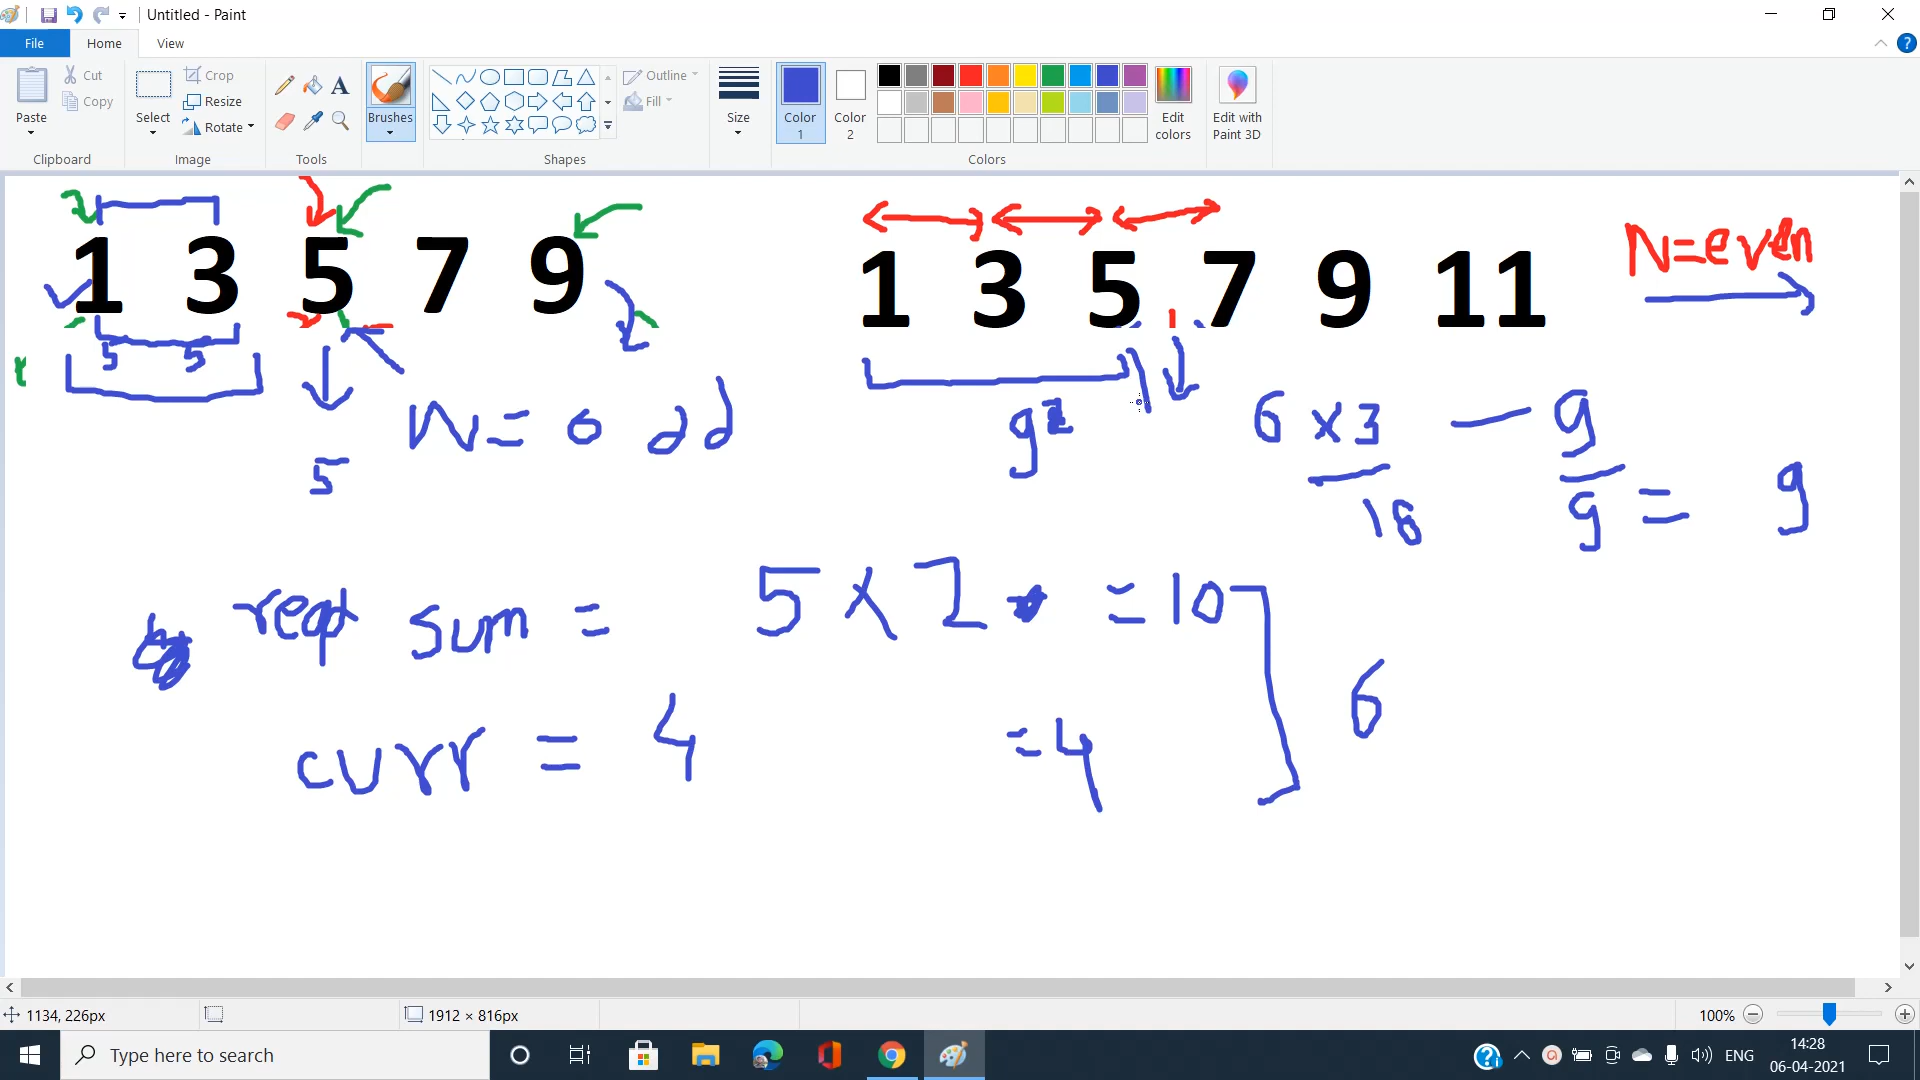 Untitled - Paint
File Home View
Paste
Cut
Copy
Clipboard
Select
Crop
Resize
Rotate
Image
A
Tools
Brushes
Shapes
Outline
Fill
Size
Color 1
Color 2
Colors
Edit colors
Edit with Paint 3D
1 3 5 7 9
1 3 5 7 9 11
N=even
5 5
N= odd
5
9
6 x 3 — 9
18
9 = 9
reqd sum = 5 x 2 = 10
curr = 4 = 4
6
1134, 226px
1912 × 816px
100%
Type here to search
ENG
14:28
06-04-2021